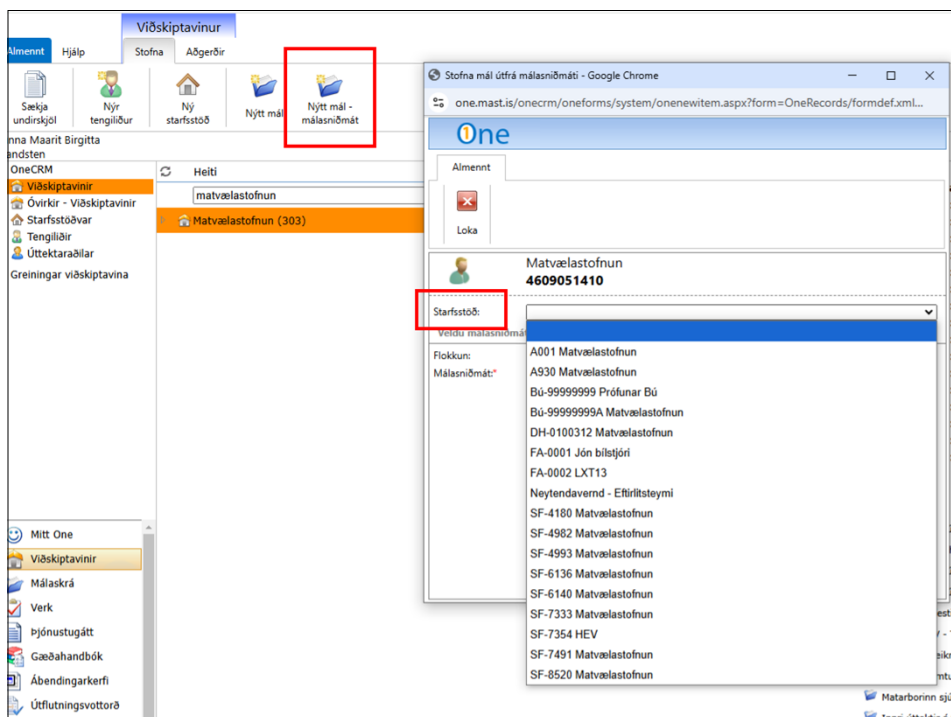 Viðskiptavinur
Almennt Hjálp Stofna Aðgerðir
Sækja undirskjöl
Nýr tengiliður
Ný starfsstöð
Nýtt mál
Nýtt mál - málasniðmát
nna Maarit Birgitta
andsten
OneCRM
Viðskiptavinir
Óvirkir - Viðskiptavinir
Starfsstöðvar
Tengiliðir
Úttektaraðilar
Greiningar viðskiptavina
Heiti
matvælastofnun
Matvælastofnun (303)
Mitt One
Viðskiptavinir
Málaskrá
Verk
Þjónustugátt
Gæðahandbók
Ábendingarkerfi
Útflutningsvottorð
Stofna mál útfrá málasniðmáti - Google Chrome
one.mast.is/onecrm/oneforms/system/onenewitem.aspx?form=OneRecords/formdef.xml...
One
Almennt
Loka
Matvælastofnun
4609051410
Starfsstöð:
Veldu málasniðmá
Flokkun:
Málasniðmát:*
A001 Matvælastofnun
A930 Matvælastofnun
Bú-99999999 Prófunar Bú
Bú-99999999A Matvælastofnun
DH-0100312 Matvælastofnun
FA-0001 Jón bílstjóri
FA-0002 LXT13
Neytendavernd - Eftirlitsteymi
SF-4180 Matvælastofnun
SF-4982 Matvælastofnun
SF-4993 Matvælastofnun
SF-6136 Matvælastofnun
SF-6140 Matvælastofnun
SF-7333 Matvælastofnun
SF-7354 HEV
SF-7491 Matvælastofnun
SF-8520 Matvælastofnun
Matarborinn sjú